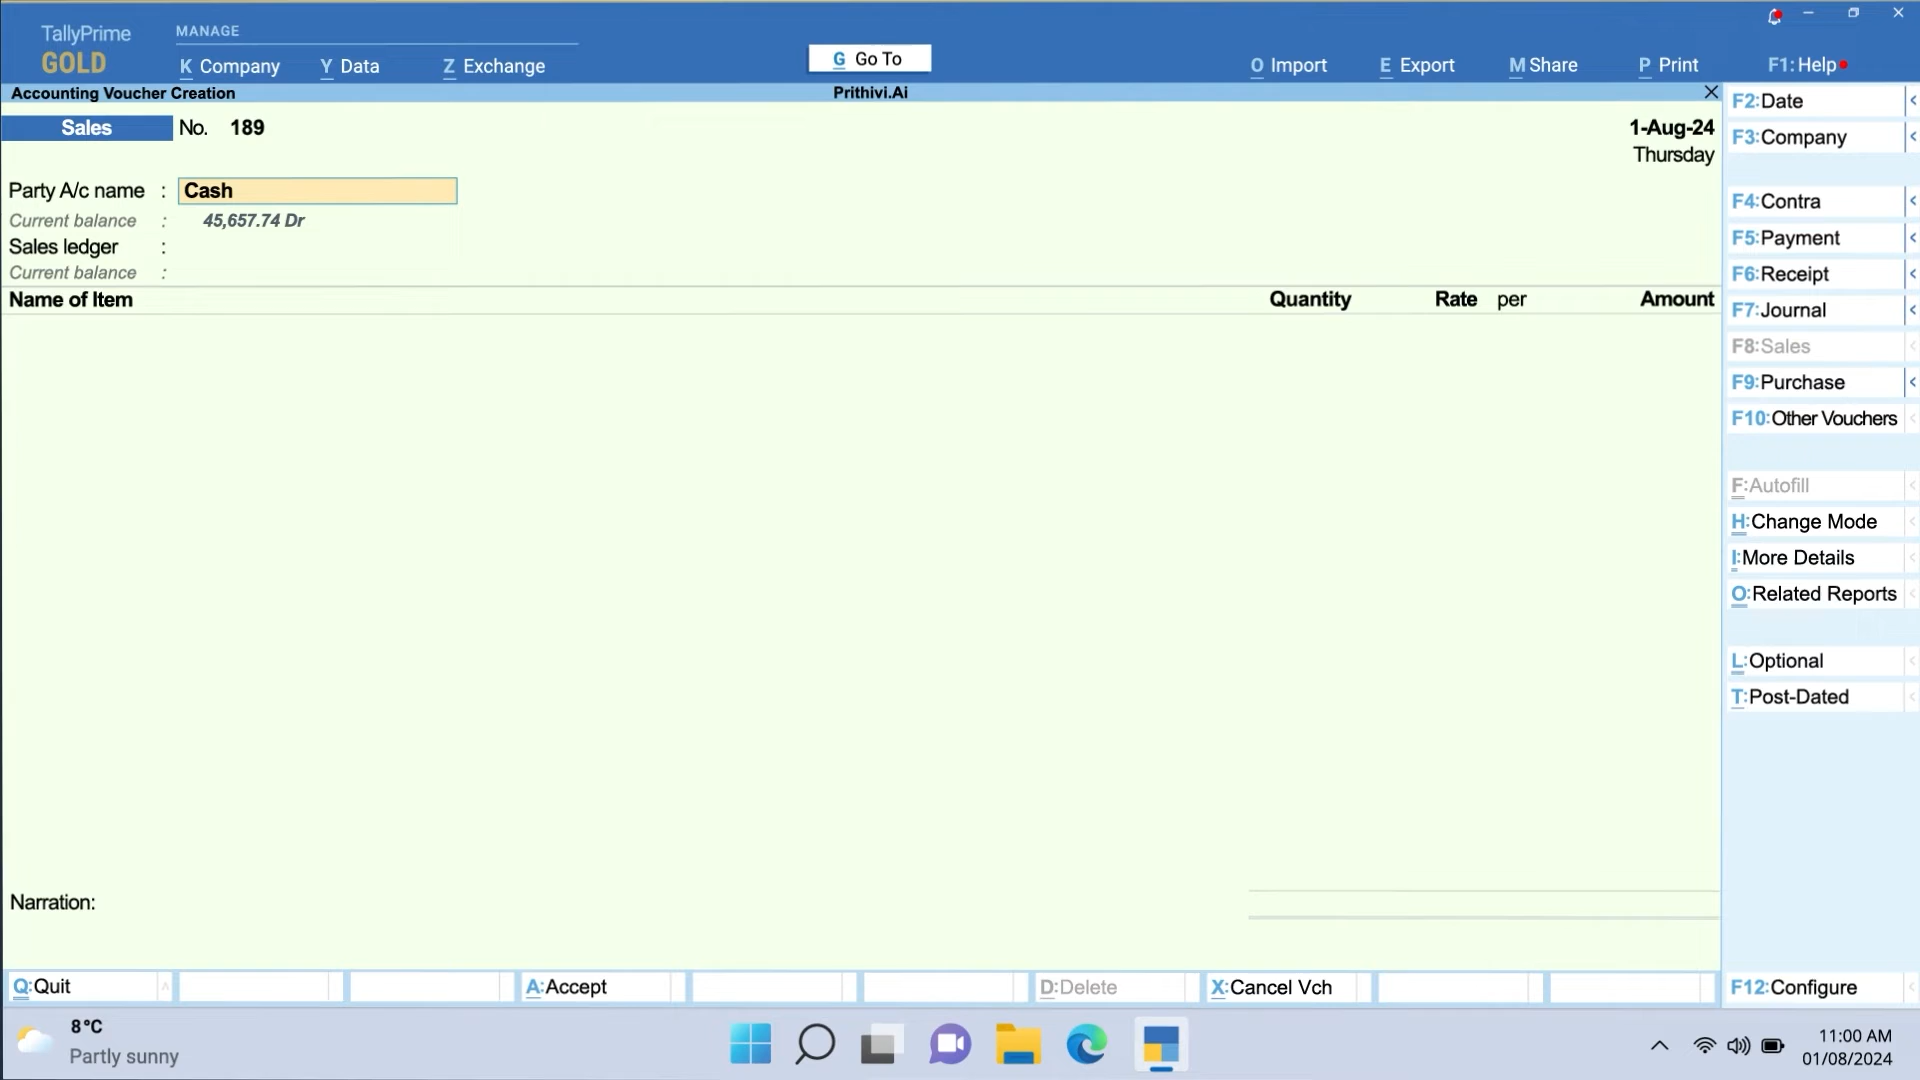 TallyPrime
GOLD
MANAGE
K Company
Y Data
Z Exchange
G Go To
O Import
E Export
M Share
P Print
F1:Help
Accounting Voucher Creation
Prithivi.Ai
Sales No. 189
1-Aug-24
Thursday
Party A/c name : Cash
Current balance : 45,657.74 Dr
Sales ledger :
Current balance :
Name of Item Quantity Rate per Amount
Narration:
F2:Date
F3:Company
F4:Contra
F5:Payment
F6:Receipt
F7:Journal
F8:Sales
F9:Purchase
F10:Other Vouchers
F:Autofill
H:Change Mode
I:More Details
O:Related Reports
L:Optional
T:Post-Dated
F12:Configure
Q:Quit
A:Accept
D:Delete
X:Cancel Vch
8°C
Partly sunny
11:00 AM
01/08/2024